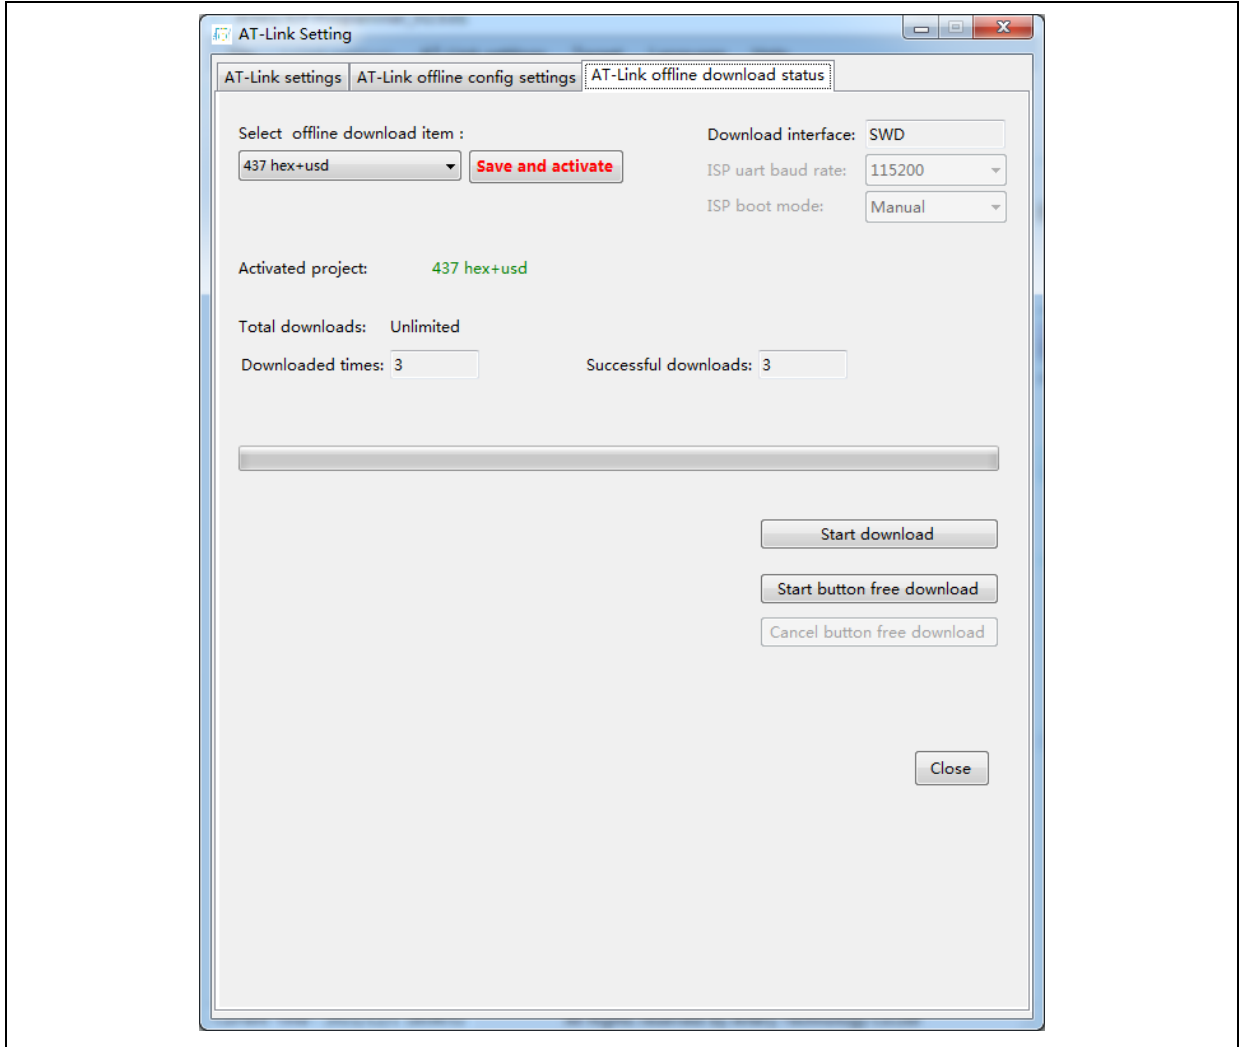 AT-Link Setting
AT-Link settings AT-Link offline config settings AT-Link offline download status
Select offline download item :
Download interface: SWD
437 hex+usd Save and activate
ISP uart baud rate: 115200
ISP boot mode: Manual
Activated project: 437 hex+usd
Total downloads: Unlimited
Downloaded times: 3 Successful downloads: 3
Start download
Start button free download
Cancel button free download
Close